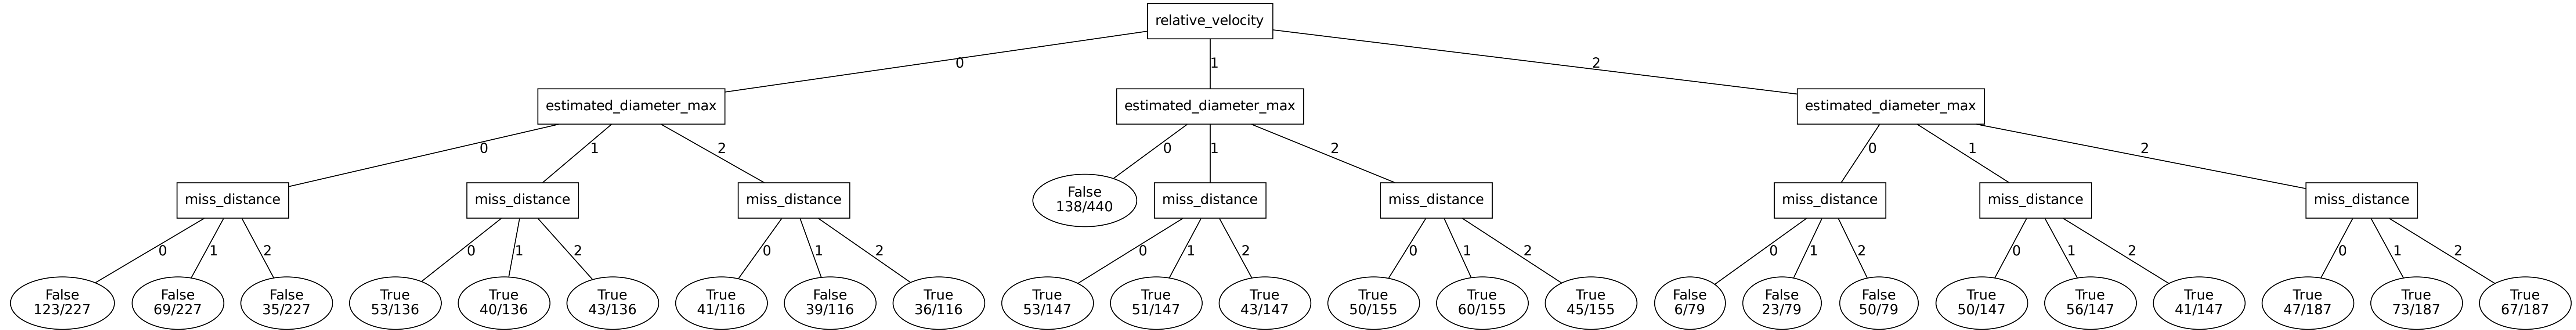 relative_velocity
0
1
2
estimated_diameter_max
estimated_diameter_max
estimated_diameter_max
0
1
2
0
1
2
0
1
2
miss_distance
miss_distance
miss_distance
False
138/440
miss_distance
miss_distance
miss_distance
miss_distance
miss_distance
0
1
2
0
1
2
0
1
2
0
1
2
0
1
2
0
1
2
0
1
2
0
1
2
False
123/227
False
69/227
False
35/227
True
53/136
True
40/136
True
43/136
True
41/116
False
39/116
True
36/116
True
53/147
True
51/147
True
43/147
True
50/155
True
60/155
True
45/155
False
6/79
False
23/79
False
50/79
True
50/147
True
56/147
True
41/147
True
47/187
True
73/187
True
67/187